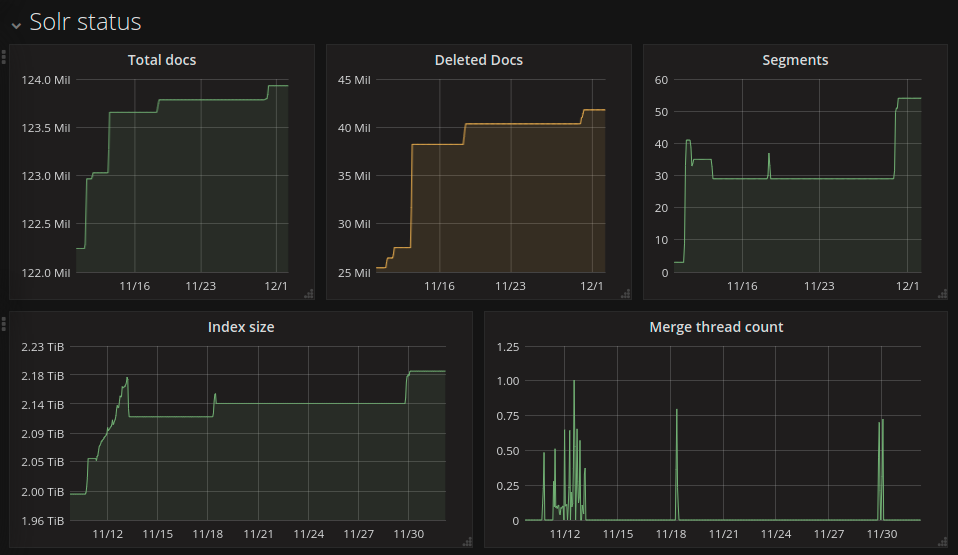 Solr status
Total docs
124.0 Mil
123.5 Mil
123.0 Mil
122.5 Mil
122.0 Mil
11/16 11/23 12/1
Deleted Docs
45 Mil
40 Mil
35 Mil
30 Mil
25 Mil
11/16 11/23 12/1
Segments
60
50
40
30
20
10
0
11/16 11/23 12/1
Index size
2.23 TiB
2.18 TiB
2.14 TiB
2.09 TiB
2.05 TiB
2.00 TiB
1.96 TiB
11/12 11/15 11/18 11/21 11/24 11/27 11/30
Merge thread count
1.25
1.00
0.75
0.50
0.25
0
11/12 11/15 11/18 11/21 11/24 11/27 11/30